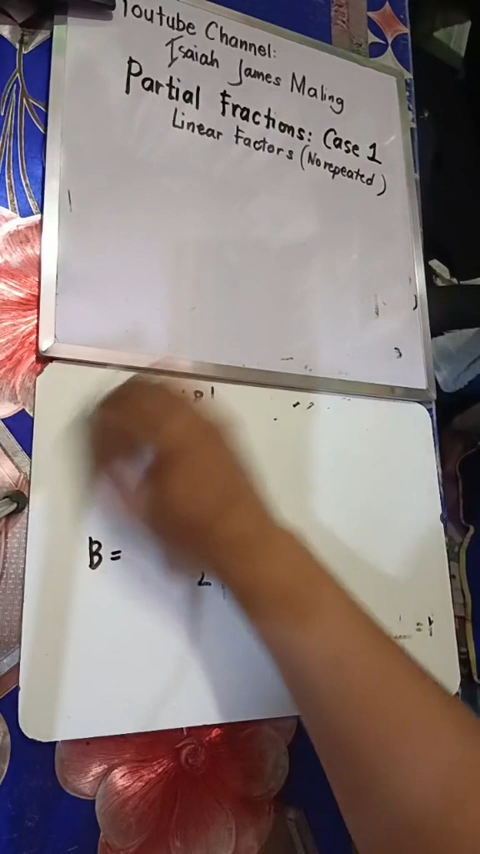 Youtube Channel:
Isaiah James Maling
Partial Fractions: Case 1
Linear Factors (No repeated)
B =